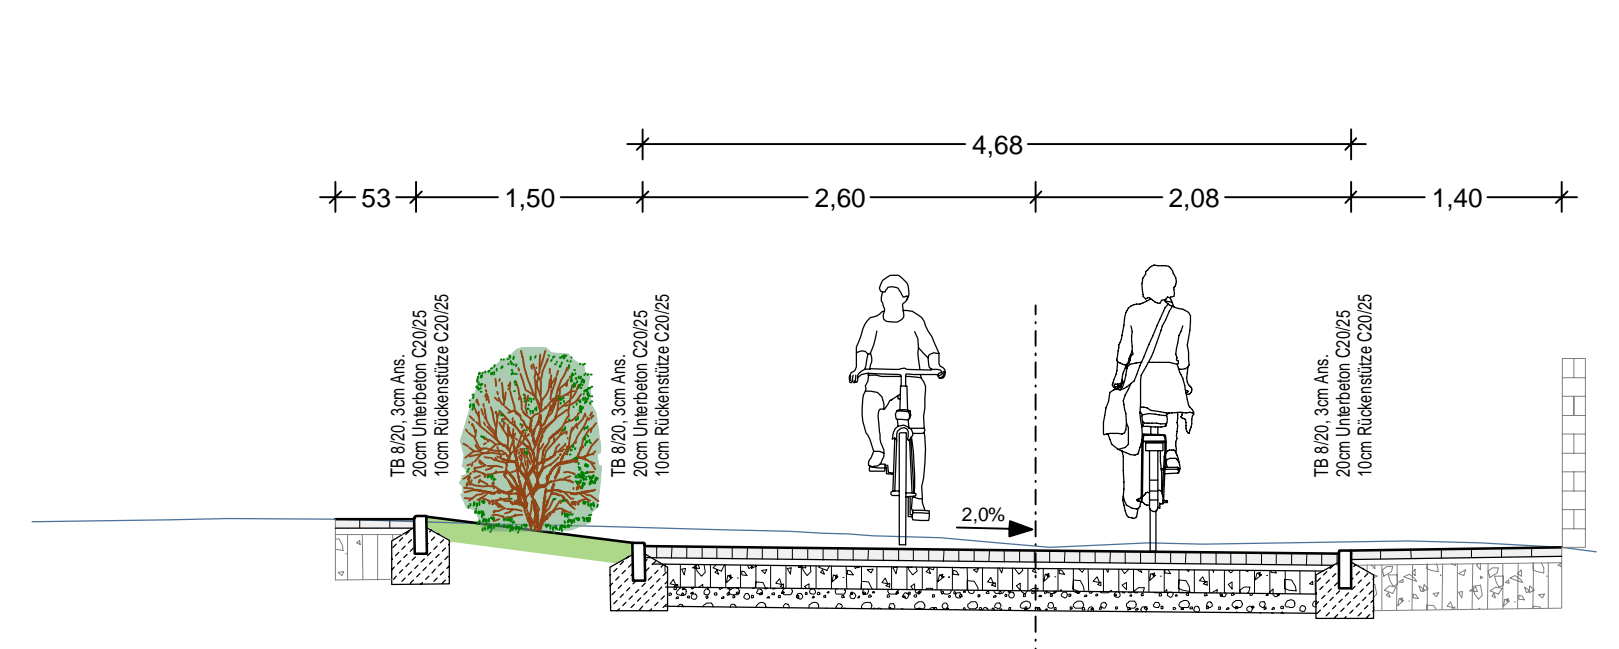 4,68
53
1,50
2,60
2,08
1,40
TB 8/20, 3cm Ans.
20cm Unterbeton C20/25
10cm Rückenstütze C20/25
TB 8/20, 3cm Ans.
20cm Unterbeton C20/25
10cm Rückenstütze C20/25
TB 8/20, 3cm Ans.
20cm Unterbeton C20/25
10cm Rückenstütze C20/25
2,0%